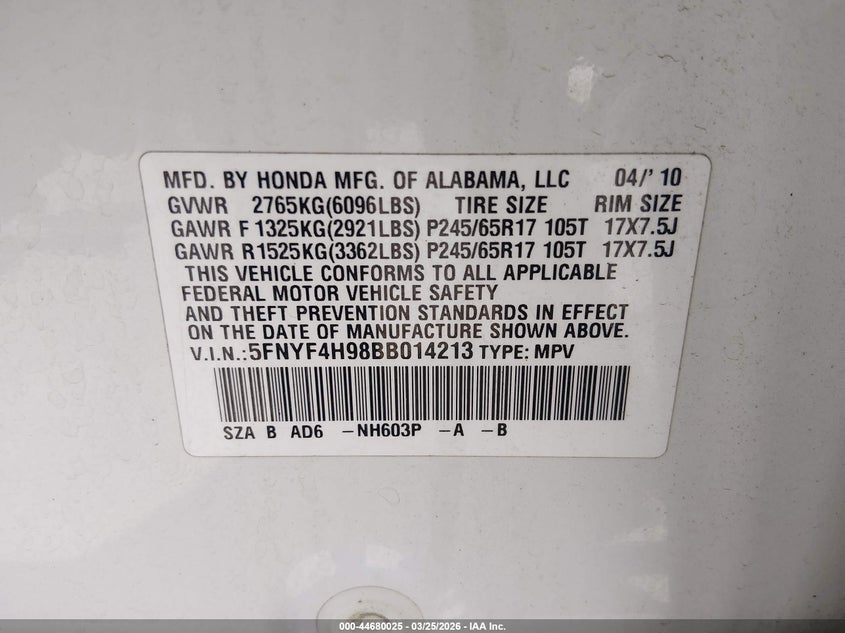 MFD. BY HONDA MFG. OF ALABAMA, LLC 04/' 10
GVWR 2765KG(6096LBS) TIRE SIZE RIM SIZE
GAWR F 1325KG(2921LBS) P245/65R17 105T 17X7.5J
GAWR R1525KG(3362LBS) P245/65R17 105T 17X7.5J
THIS VEHICLE CONFORMS TO ALL APPLICABLE
FEDERAL MOTOR VEHICLE SAFETY
AND THEFT PREVENTION STANDARDS IN EFFECT
ON THE DATE OF MANUFACTURE SHOWN ABOVE.
V.I.N.:5FNYF4H98BB014213 TYPE: MPV
SZA B AD6 -NH603P -A -B
000-44680025 - 03/25/2026 - IAA Inc.